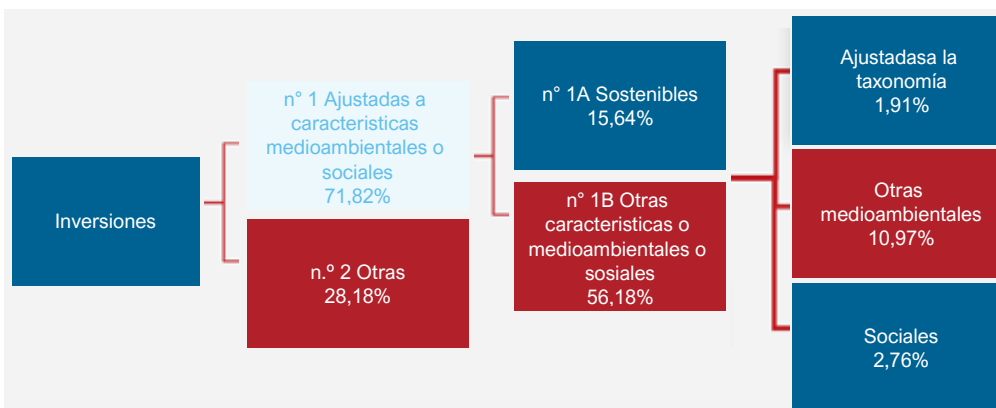 Inversiones
n° 1 Ajustadas a
caracteristicas
medioambientales o
sociales
71,82%
n.º 2 Otras
28,18%
n° 1A Sostenibles
15,64%
n° 1B Otras
caracteristicas o
medioambientales o
sosiales
56,18%
Ajustadasa la
taxonomía
1,91%
Otras
medioambientales
10,97%
Sociales
2,76%